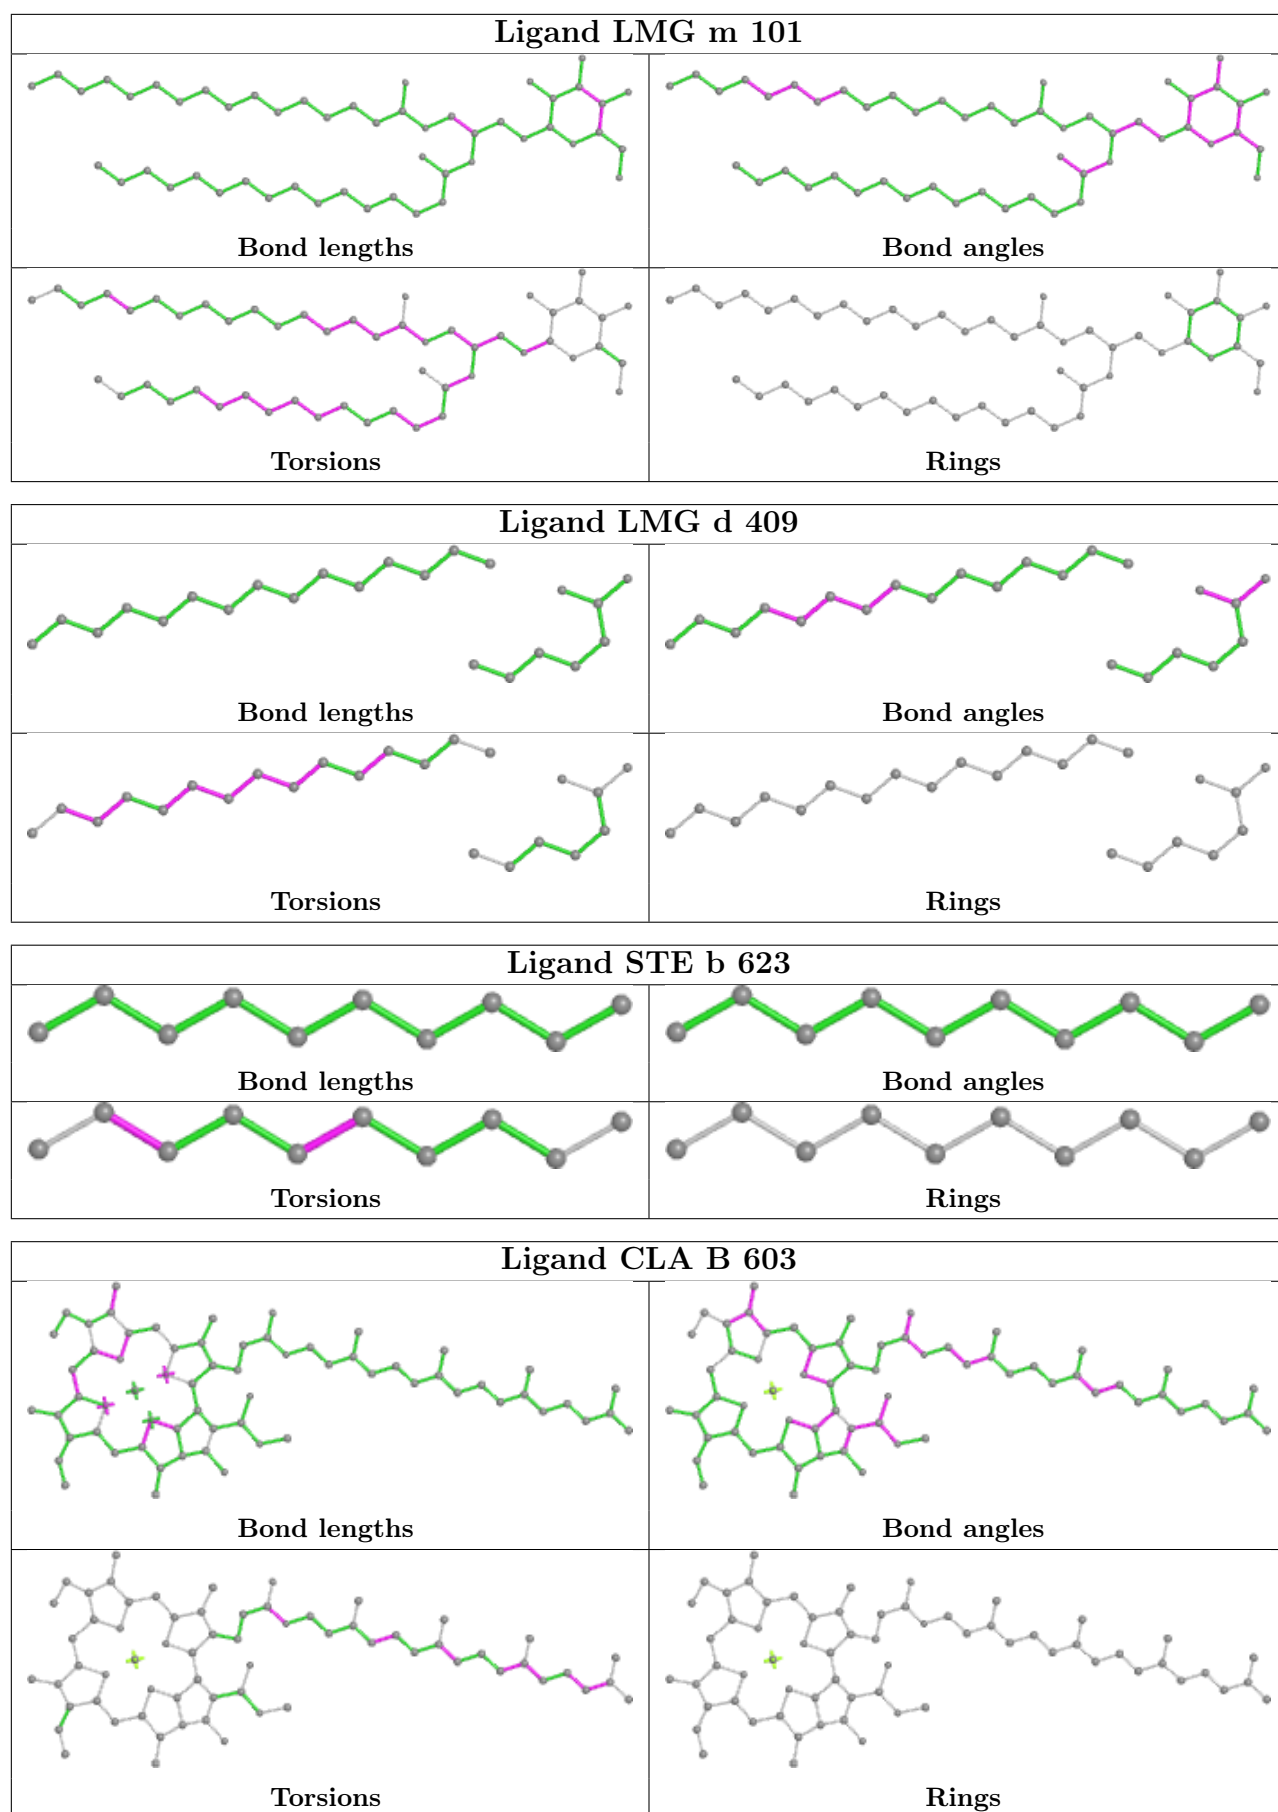 Ligand LMG m 101
Bond lengths
Bond angles
Torsions
Rings
Ligand LMG d 409
Bond lengths
Bond angles
Torsions
Rings
Ligand STE b 623
Bond lengths
Bond angles
Torsions
Rings
Ligand CLA B 603
Bond lengths
Bond angles
Torsions
Rings